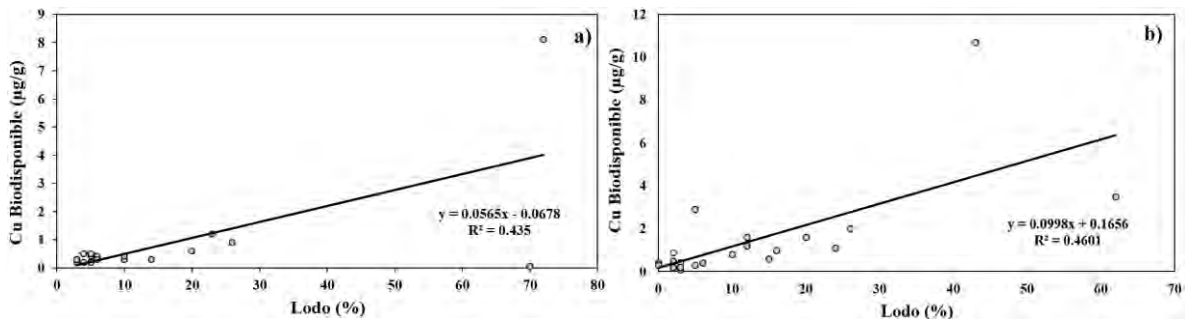 a)
Cu Biodisponible (µg/g)
9
8
7
6
5
4
3
2
1
0
y = 0.0565x - 0.0678
R² = 0.435
0 10 20 30 40 50 60 70 80
Lodo (%)
b)
Cu Biodisponible (µg/g)
12
10
8
6
4
2
0
y = 0.0998x + 0.1656
R² = 0.4601
0 10 20 30 40 50 60 70
Lodo (%)